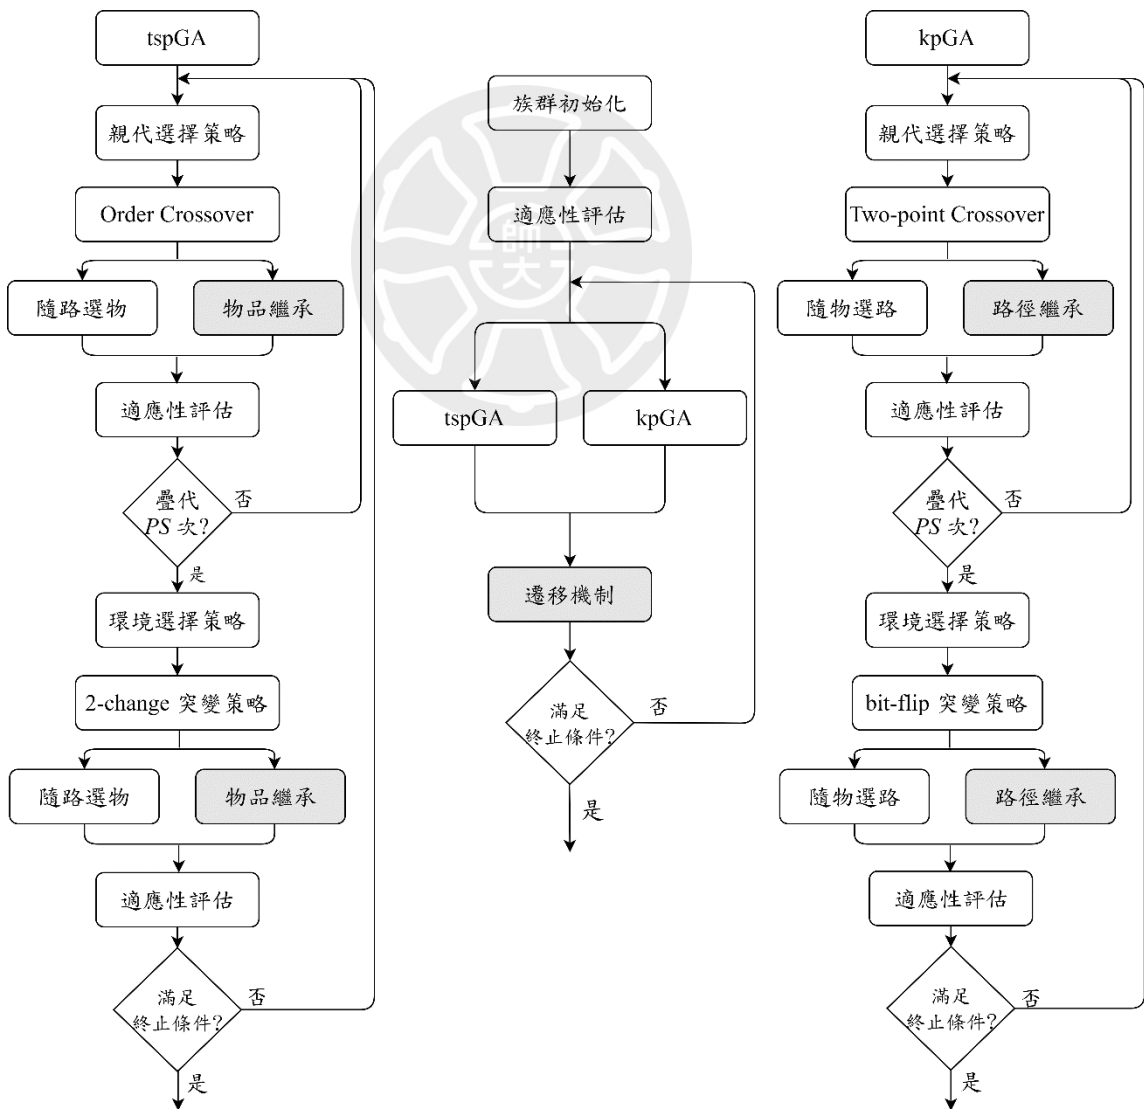 tspGA
親代選擇策略
Order Crossover
隨路選物
物品繼承
適應性評估
疊代
PS 次?
否
是
環境選擇策略
2-change 突變策略
隨路選物
物品繼承
適應性評估
滿足
終止條件?
否
是
族群初始化
適應性評估
師
大
tspGA
kpGA
遷移機制
滿足
終止條件?
否
是
kpGA
親代選擇策略
Two-point Crossover
隨物選路
路徑繼承
適應性評估
疊代
PS 次?
否
是
環境選擇策略
bit-flip 突變策略
隨物選路
路徑繼承
適應性評估
滿足
終止條件?
否
是